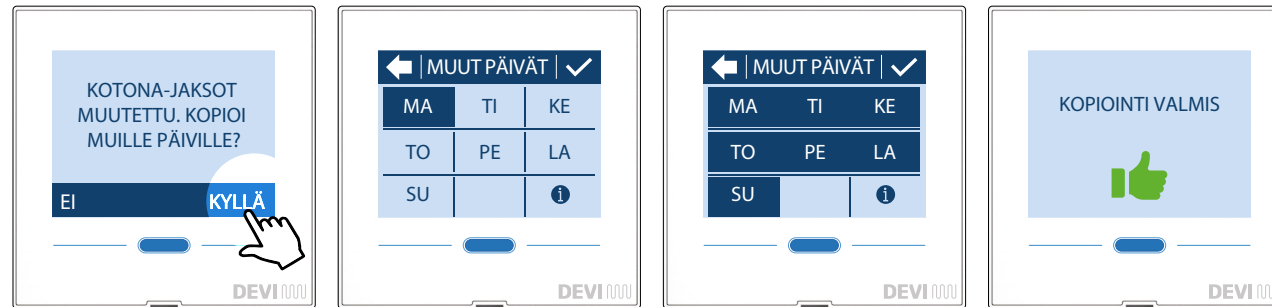 KOTONA-JAKSOT
MUUTETTU. KOPIOI
MUILLE PÄIVILLE?
EI KYLLÄ
DEVI
MUUT PÄIVÄT
MA TI KE
TO PE LA
SU i
DEVI
MUUT PÄIVÄT
MA TI KE
TO PE LA
SU i
DEVI
KOPIOINTI VALMIS
DEVI